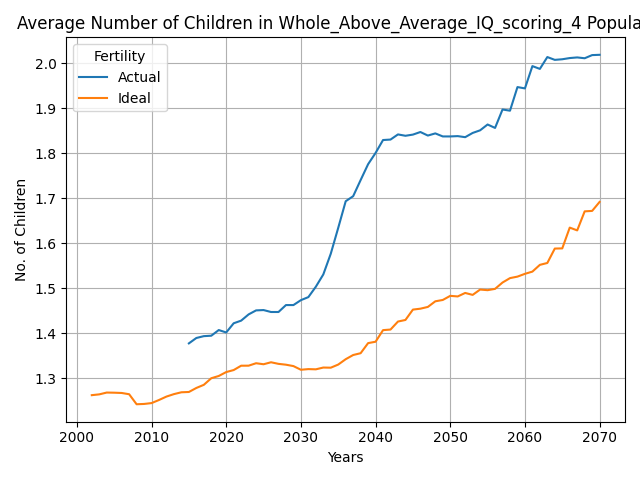 Average Number of Children in Whole_Above_Average_IQ_scoring_4 Popula
Fertility
Actual
Ideal
No. of Children
2.0
1.9
1.8
1.7
1.6
1.5
1.4
1.3
2000 2010 2020 2030 2040 2050 2060 2070
Years